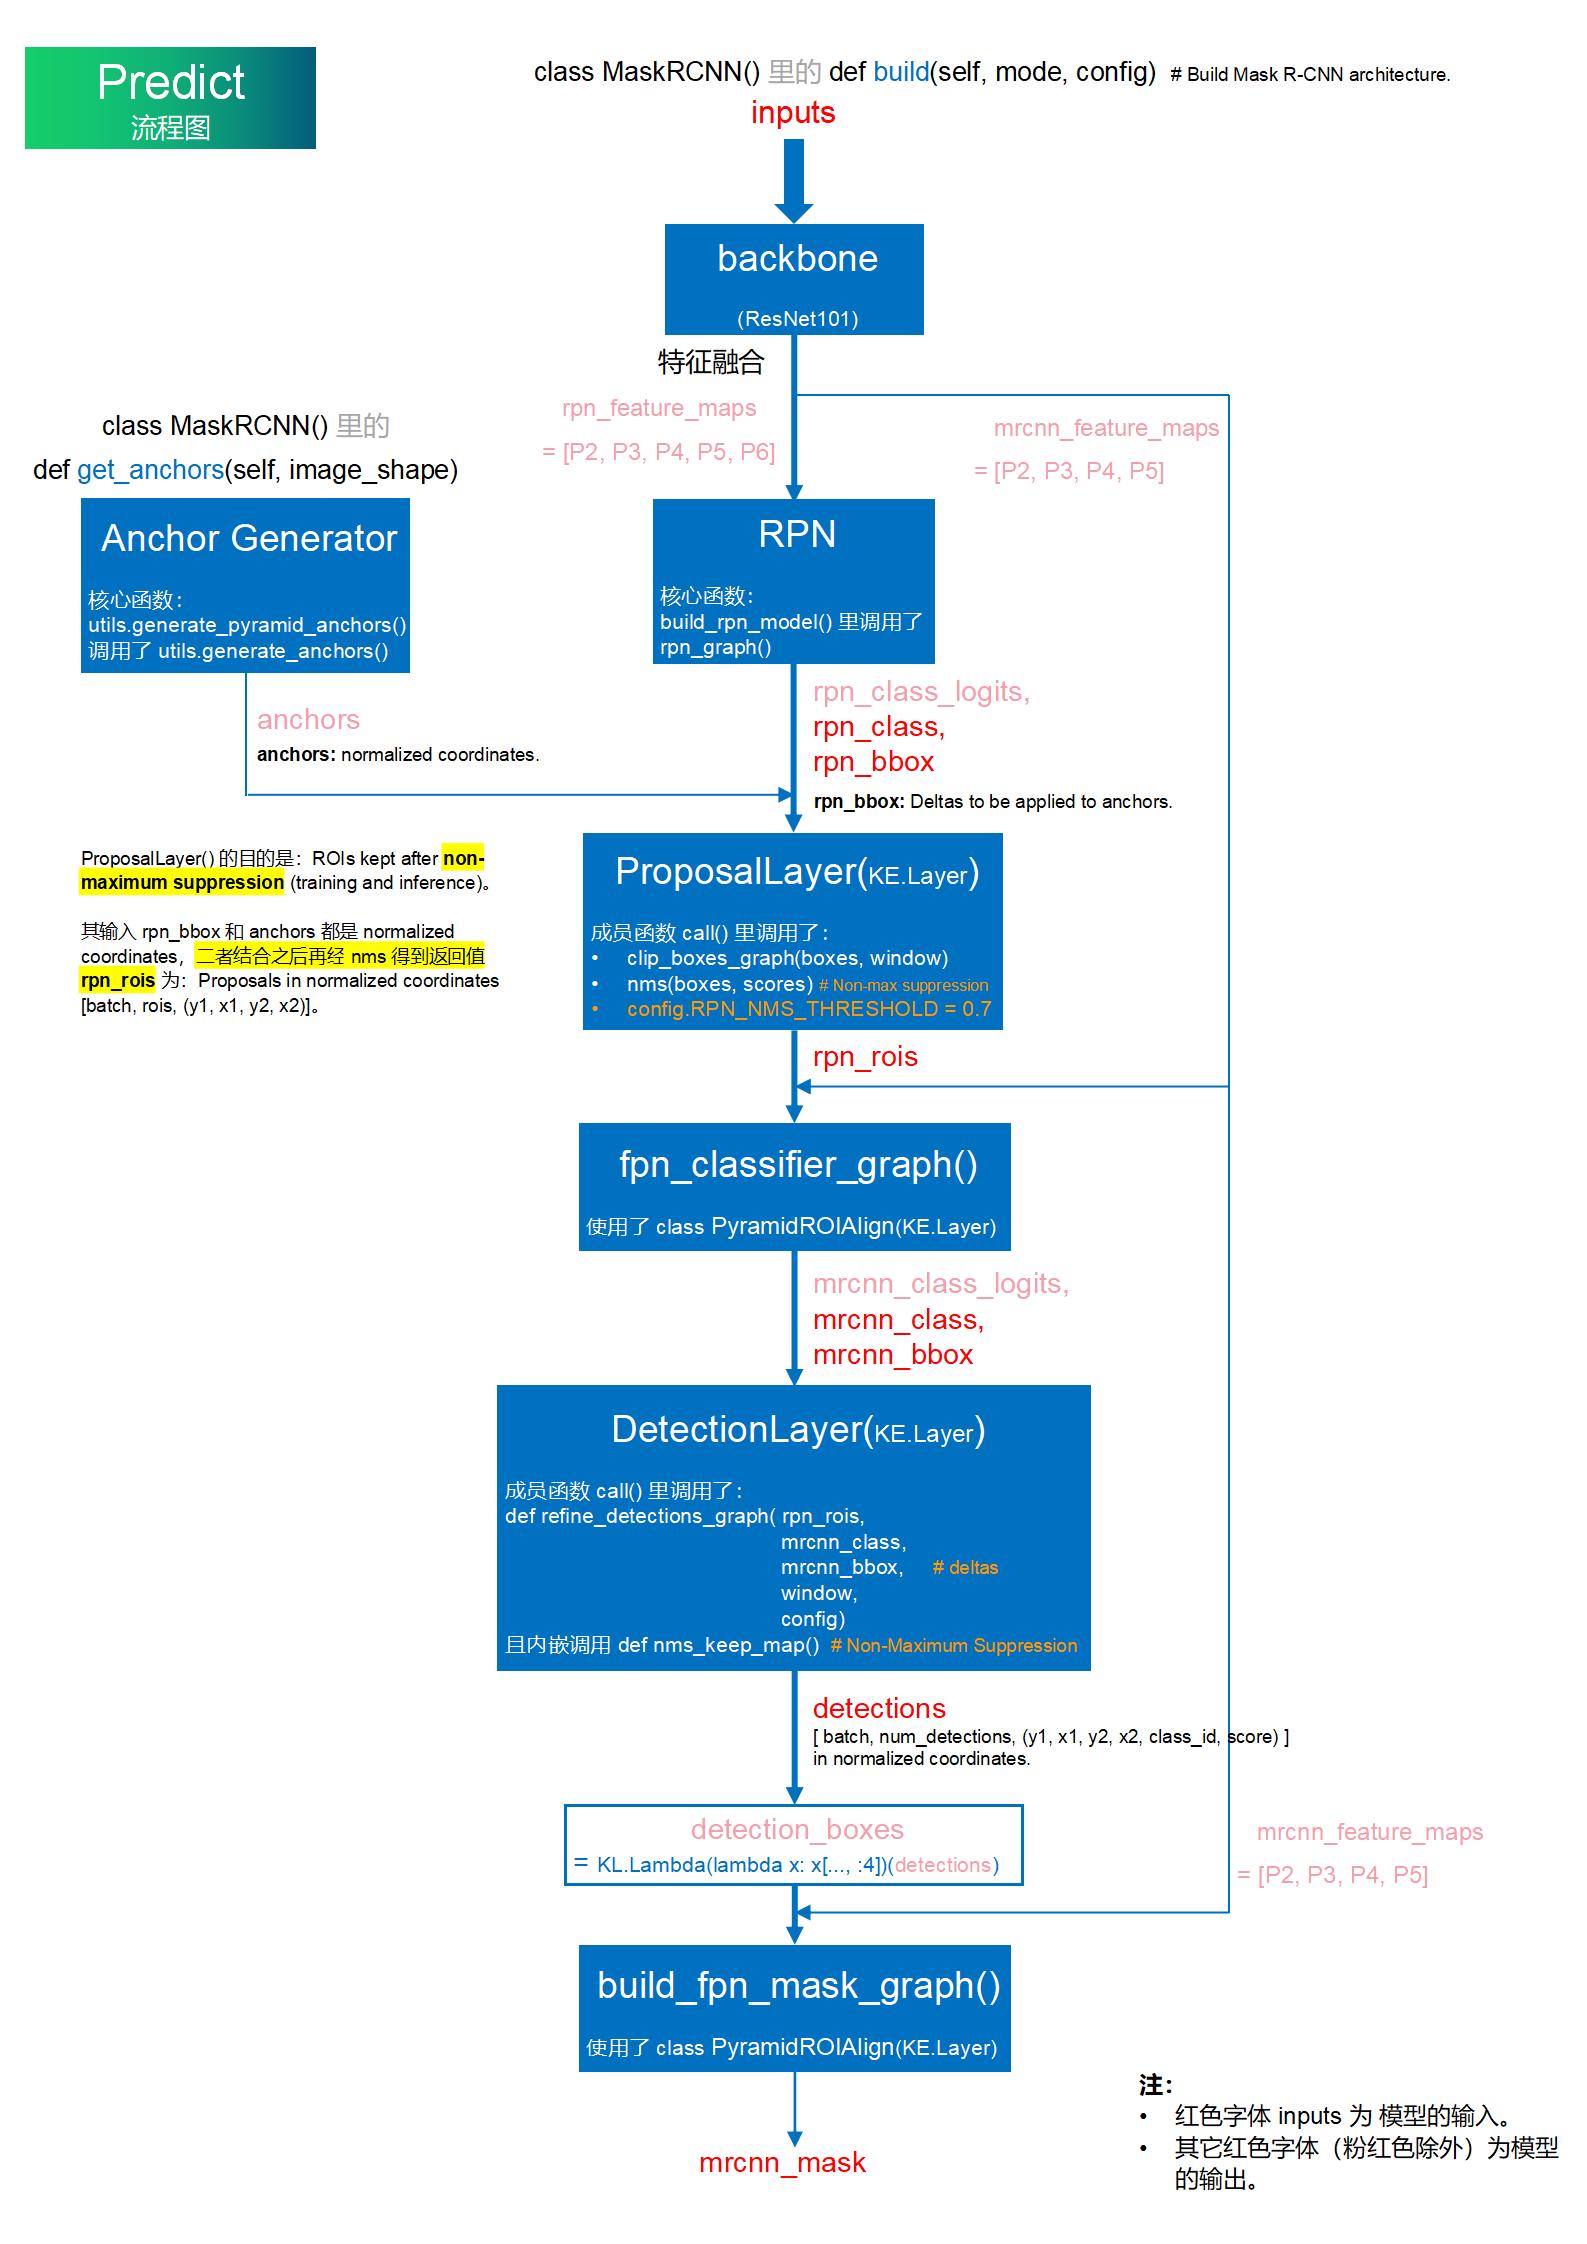 Predict
流程图
class MaskRCNN() 里的 def build(self, mode, config) # Build Mask R-CNN architecture.
inputs
backbone
(ResNet101)
特征融合
rpn_feature_maps
= [P2, P3, P4, P5, P6]
mrcnn_feature_maps
= [P2, P3, P4, P5]
class MaskRCNN() 里的
def get_anchors(self, image_shape)
Anchor Generator
核心函数：
utils.generate_pyramid_anchors()
调用了 utils.generate_anchors()
RPN
核心函数：
build_rpn_model() 里调用了
rpn_graph()
anchors
anchors: normalized coordinates.
rpn_class_logits,
rpn_class,
rpn_bbox
rpn_bbox: Deltas to be applied to anchors.
ProposalLayer() 的目的是：ROIs kept after non-
maximum suppression (training and inference)。
其输入 rpn_bbox 和 anchors 都是 normalized
coordinates，二者结合之后再经 nms 得到返回值
rpn_rois 为：Proposals in normalized coordinates
[batch, rois, (y1, x1, y2, x2)]。
ProposalLayer(KE.Layer)
成员函数 call() 里调用了：
• clip_boxes_graph(boxes, window)
• nms(boxes, scores) # Non-max suppression
• config.RPN_NMS_THRESHOLD = 0.7
rpn_rois
fpn_classifier_graph()
使用了 class PyramidROIAlign(KE.Layer)
mrcnn_class_logits,
mrcnn_class,
mrcnn_bbox
DetectionLayer(KE.Layer)
成员函数 call() 里调用了：
def refine_detections_graph( rpn_rois,
mrcnn_class,
mrcnn_bbox, # deltas
window,
config)
且内嵌调用 def nms_keep_map() # Non-Maximum Suppression
detections
[ batch, num_detections, (y1, x1, y2, x2, class_id, score) ]
in normalized coordinates.
detection_boxes
= KL.Lambda(lambda x: x[..., :4])(detections)
mrcnn_feature_maps
= [P2, P3, P4, P5]
build_fpn_mask_graph()
使用了 class PyramidROIAlign(KE.Layer)
mrcnn_mask
注：
• 红色字体 inputs 为 模型的输入。
• 其它红色字体（粉红色除外）为模型
的输出。